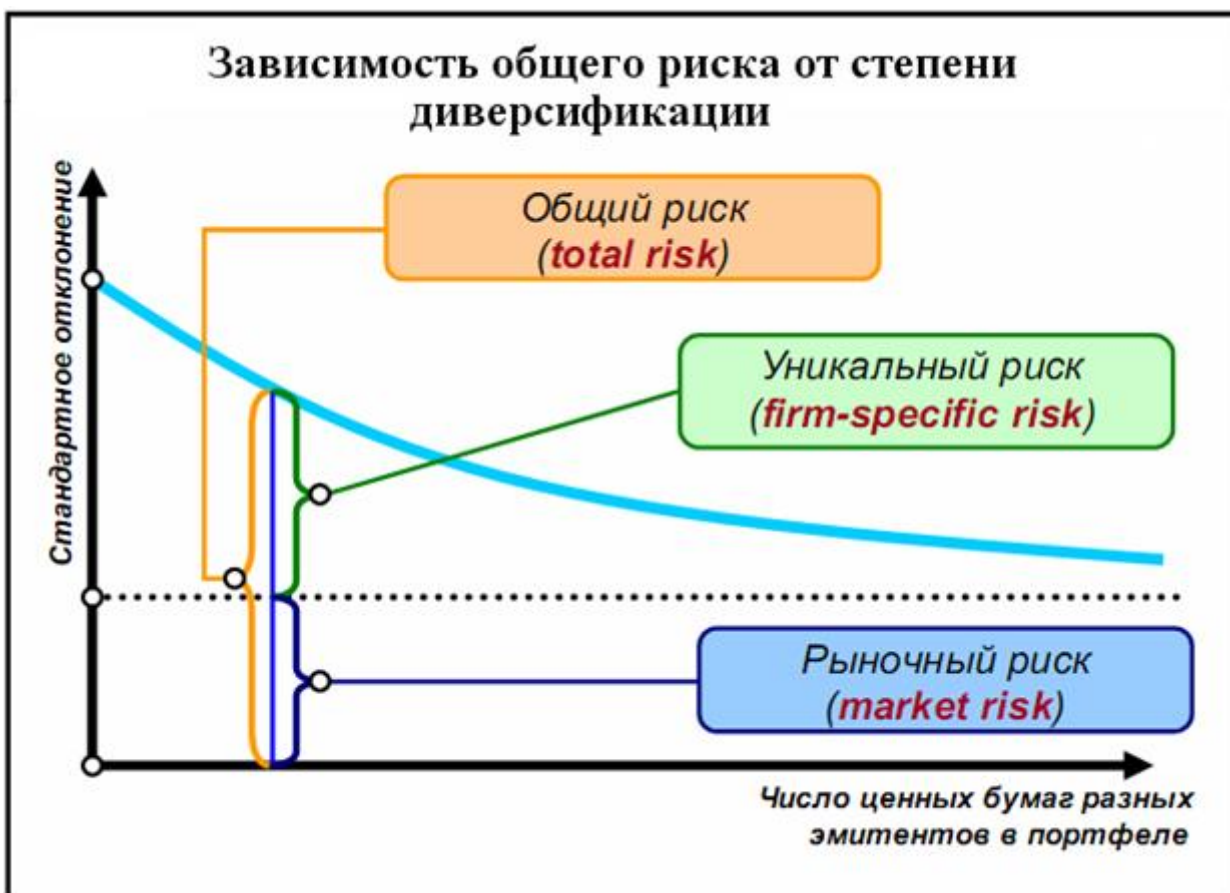 Зависимость общего риска от степени
диверсификации
Стандартное отклонение
Общий риск
(total risk)
Уникальный риск
(firm-specific risk)
Рыночный риск
(market risk)
Число ценных бумаг разных
эмитентов в портфеле